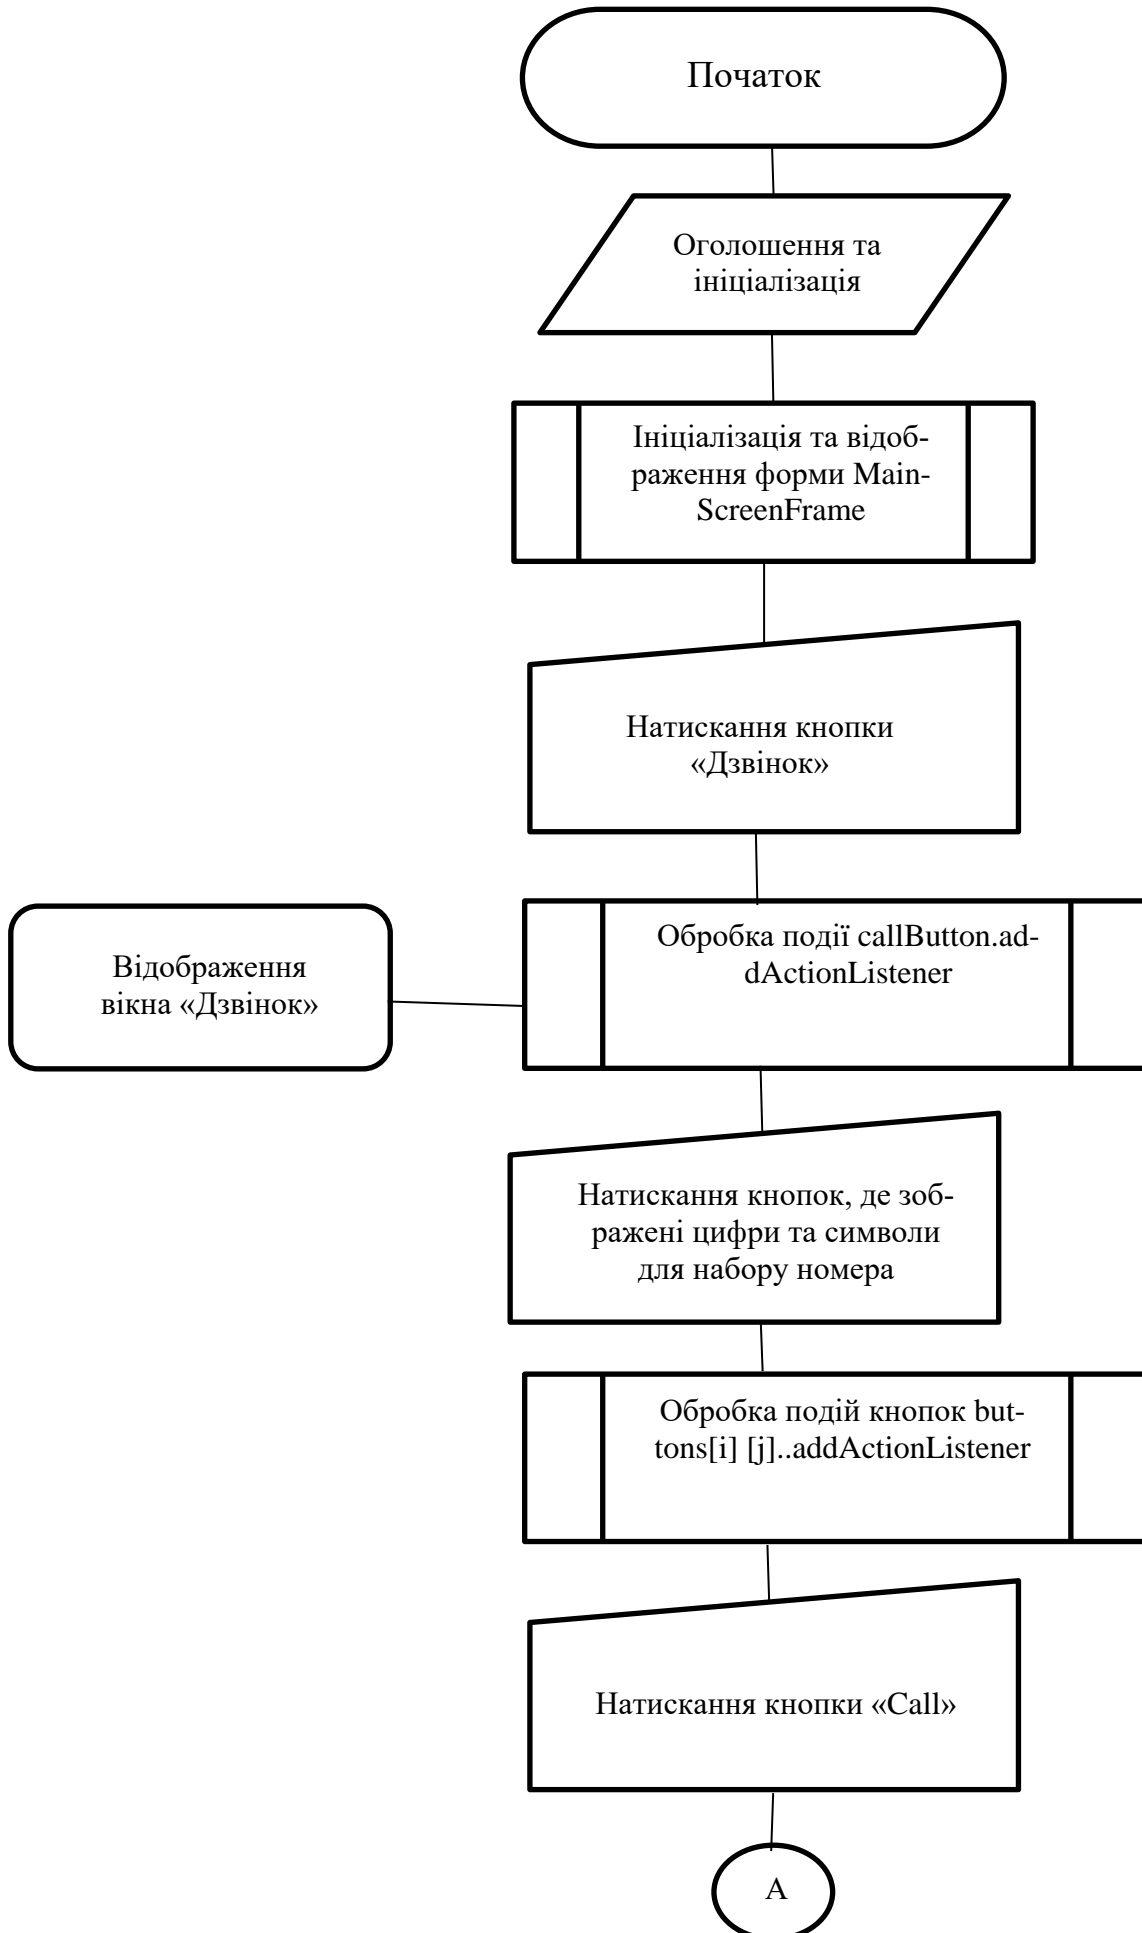 Початок
Оголошення та
ініціалізація
Ініціалізація та відоб-
раження форми Main-
ScreenFrame
Натискання кнопки
«Дзвінок»
Відображення
вікна «Дзвінок»
Обробка події callButton.ad-
dActionListener
Натискання кнопок, де зоб-
ражені цифри та символи
для набору номера
Обробка подій кнопок but-
tons[i] [j]..addActionListener
Натискання кнопки «Call»
А